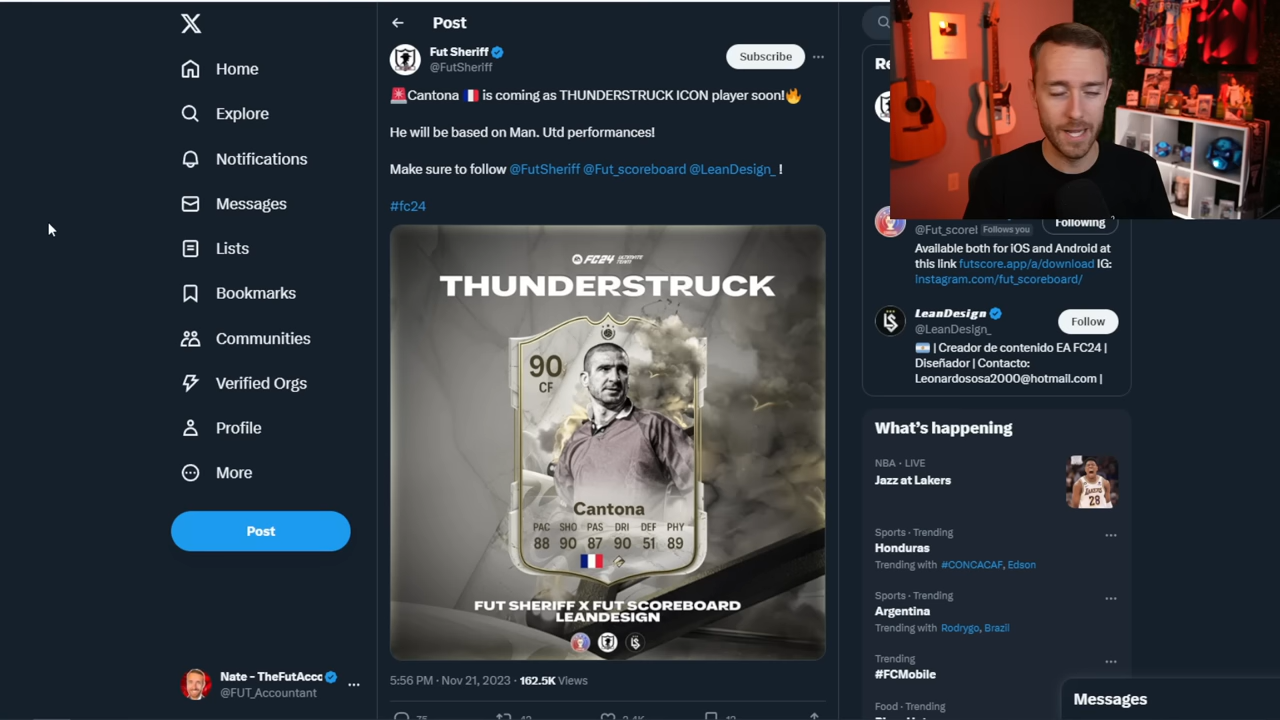 Home
Explore
Notifications
Messages
Lists
Bookmarks
Communities
Verified Orgs
Profile
More
Post
Nate - TheFutAccc
@FUT_Accountant
Post
Fut Sheriff
@FutSheriff
Subscribe
🚨Cantona 🇫🇷 is coming as THUNDERSTRUCK ICON player soon!🔥
He will be based on Man. Utd performances!
Make sure to follow @FutSheriff @Fut_scoreboard @LeanDesign_ !
#fc24
FC24 ULTIMATE TEAM
THUNDERSTRUCK
90
CF
Cantona
PAC SHO PAS DRI DEF PHY
88 90 87 90 51 89
FUT SHERIFF X FUT SCOREBOARD
LEANDESIGN
5:56 PM · Nov 21, 2023 · 162.5K Views
Re
@Fut_scorel Follows you
Following
Available both for iOS and Android at
this link futscore.app/a/download IG:
instagram.com/fut_scoreboard/
LeanDesign
@LeanDesign_
Follow
🇦🇷 | Creador de contenido EA FC24 |
Diseñador | Contacto:
Leonardososa2000@hotmail.com |
What's happening
NBA · LIVE
Jazz at Lakers
Sports · Trending
Honduras
Trending with #CONCACAF, Edson
Sports · Trending
Argentina
Trending with Rodrygo, Brazil
Trending
#FCMobile
Food · Trending
Messages